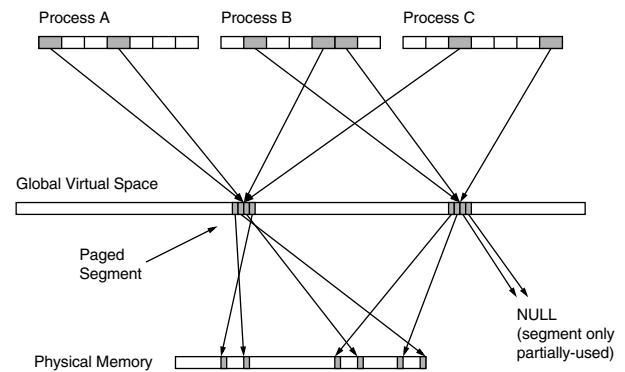 Process A
Process B
Process C
Global Virtual Space
Paged
Segment
NULL
(segment only
partially-used)
Physical Memory